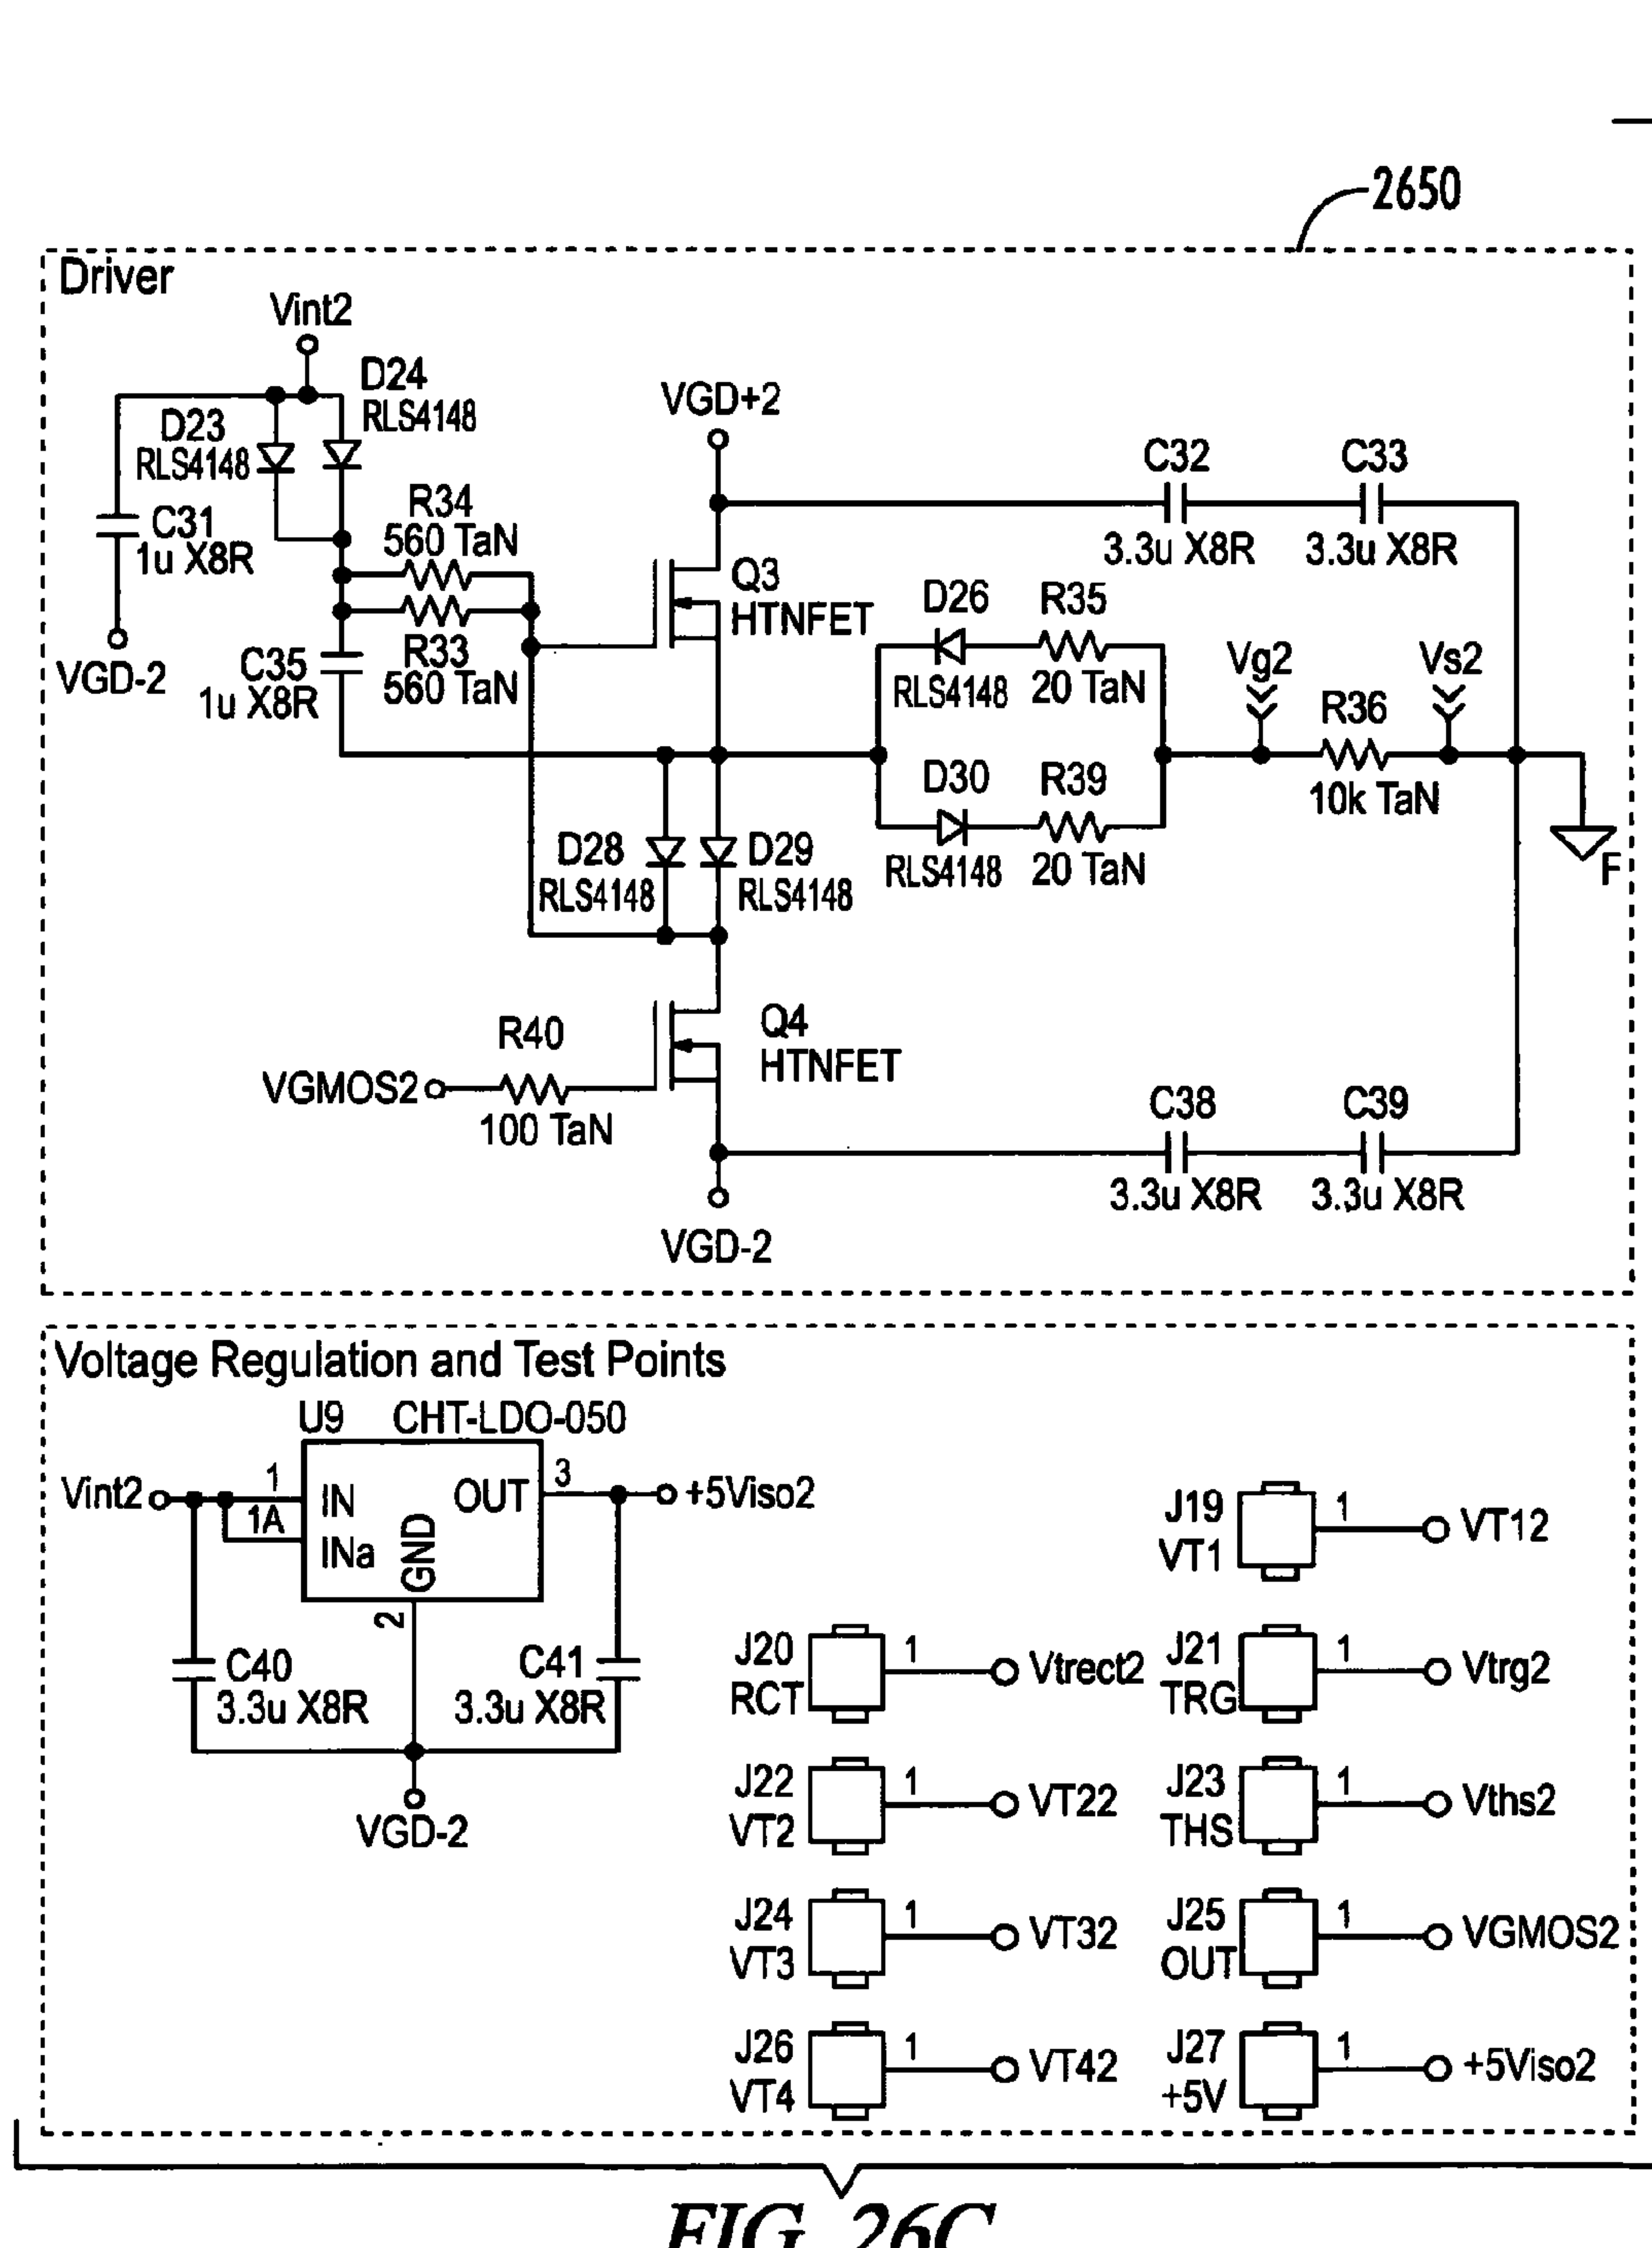 2650
Driver
Vint2
D24
RLS4148
D23
RLS4148
C31
1u X8R
VGD-2
R34
560 TaN
R33
560 TaN
C35
1u X8R
VGD+2
Q3
HTNFET
C32
3.3u X8R
C33
3.3u X8R
D26
RLS4148
R35
20 TaN
D30
RLS4148
R39
20 TaN
Vg2
R36
10k TaN
Vs2
F
D28
RLS4148
D29
RLS4148
Q4
HTNFET
R40
VGMOS2
100 TaN
C38
3.3u X8R
C39
3.3u X8R
VGD-2
Voltage Regulation and Test Points
U9 CHT-LDO-050
Vint2
1
1A
IN
INa
GND
OUT
3
+5Viso2
2
C40
3.3u X8R
C41
3.3u X8R
VGD-2
J19
VT1
1
VT12
J20
RCT
1
Vtrect2
J21
TRG
1
Vtrg2
J22
VT2
1
VT22
J23
THS
1
Vths2
J24
VT3
1
VT32
J25
OUT
1
VGMOS2
J26
VT4
1
VT42
J27
+5V
1
+5Viso2
FIG. 26C